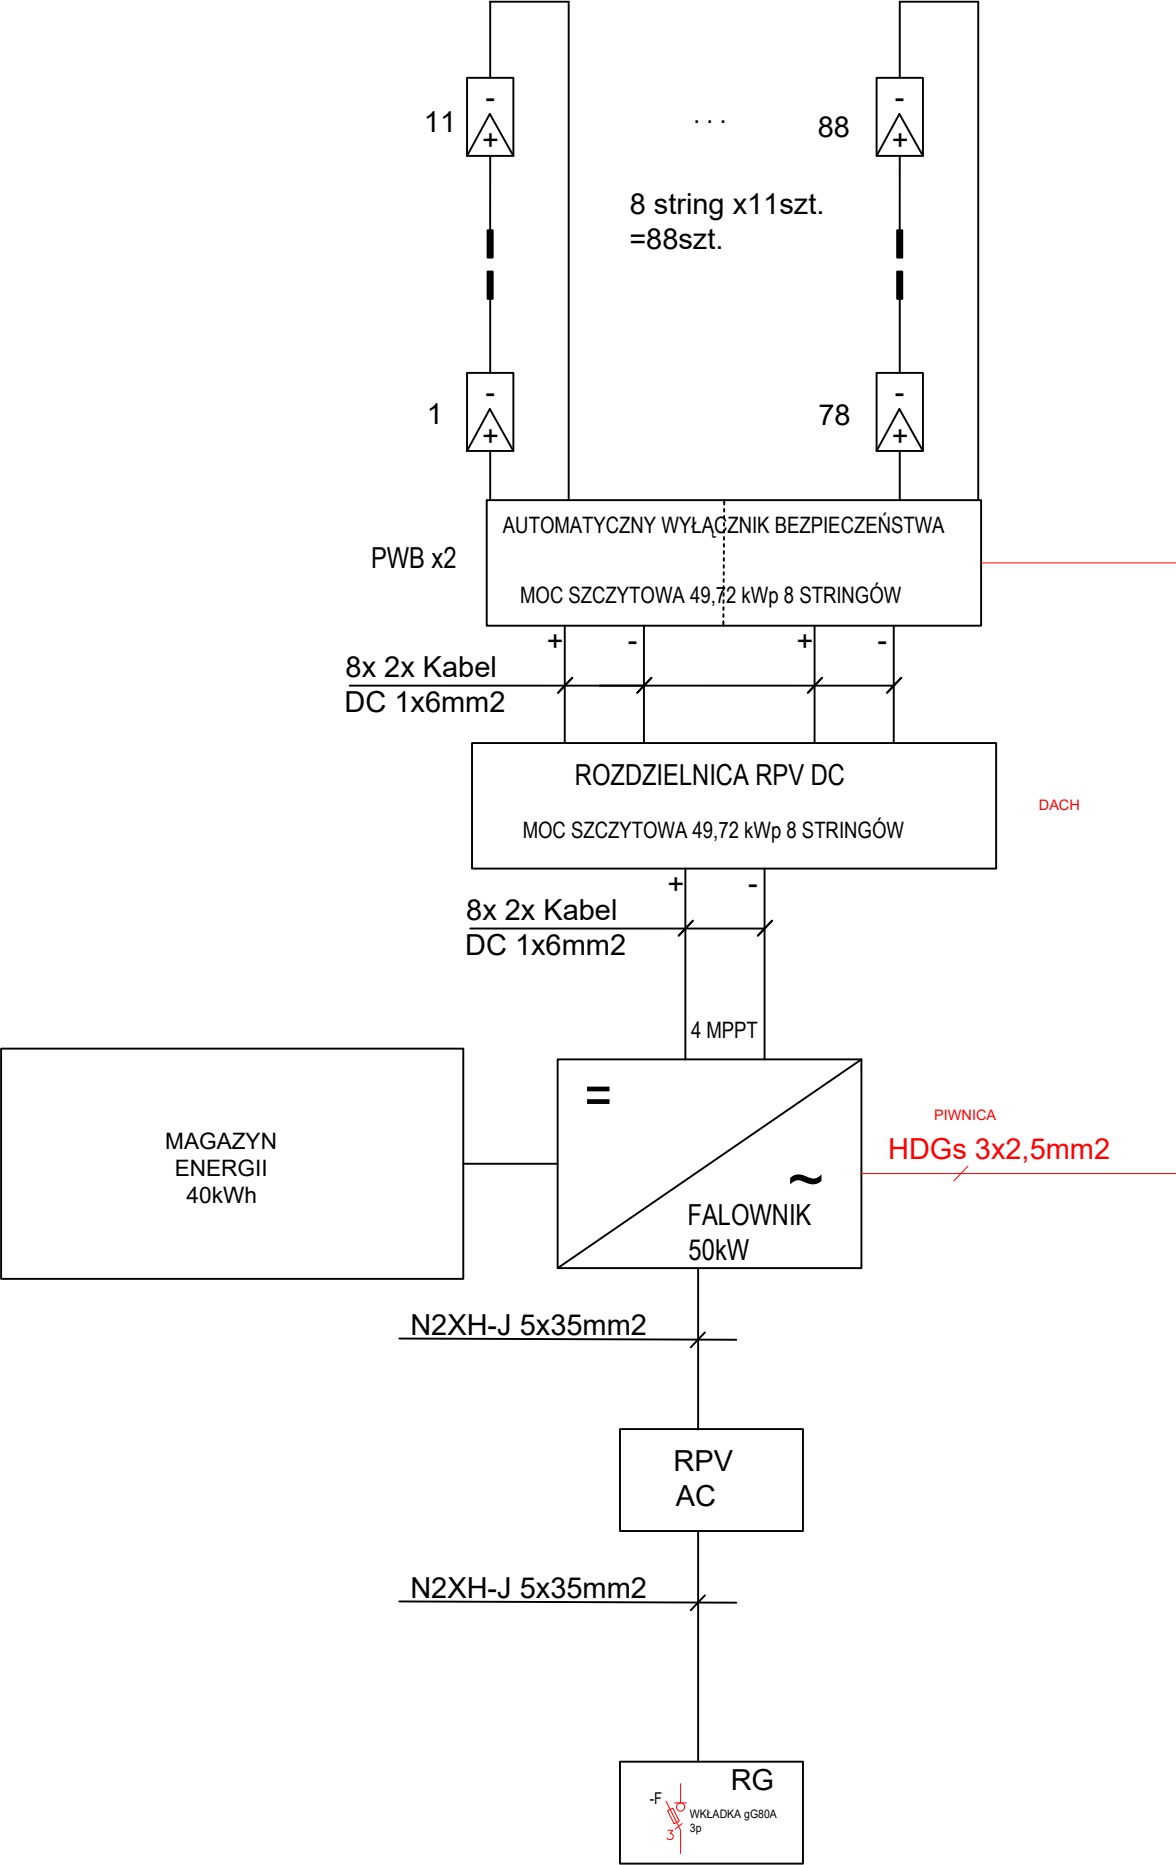 11
. . .
88
8 string x11szt.
=88szt.
1
78
AUTOMATYCZNY WYŁĄCZNIK BEZPIECZEŃSTWA
PWB x2
MOC SZCZYTOWA 49,72 kWp 8 STRINGÓW
8x 2x Kabel
DC 1x6mm2
ROZDZIELNICA RPV DC
MOC SZCZYTOWA 49,72 kWp 8 STRINGÓW
DACH
8x 2x Kabel
DC 1x6mm2
4 MPPT
MAGAZYN
ENERGII
40kWh
=
~
FALOWNIK
50kW
PIWNICA
HDGs 3x2,5mm2
N2XH-J 5x35mm2
RPV
AC
N2XH-J 5x35mm2
RG
-F
WKŁADKA gG80A
3p
3